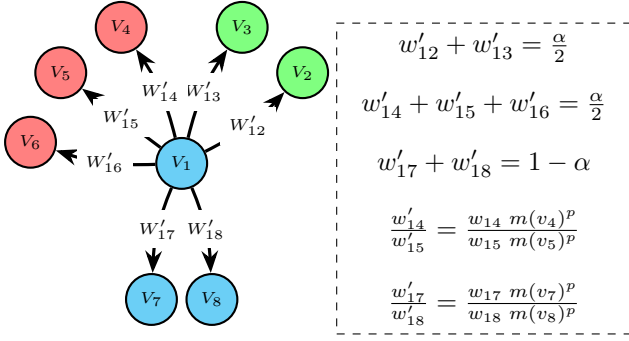 V₄
V₃
V₅
V₂
W′₁₄
W′₁₃
W′₁₅
W′₁₂
V₆
W′₁₆
V₁
W′₁₇
W′₁₈
V₇
V₈
w′₁₂ + w′₁₃ = α/2
w′₁₄ + w′₁₅ + w′₁₆ = α/2
w′₁₇ + w′₁₈ = 1 − α
w′₁₄/w′₁₅ = w₁₄ m(v₄)ᵖ/w₁₅ m(v₅)ᵖ
w′₁₇/w′₁₈ = w₁₇ m(v₇)ᵖ/w₁₈ m(v₈)ᵖ